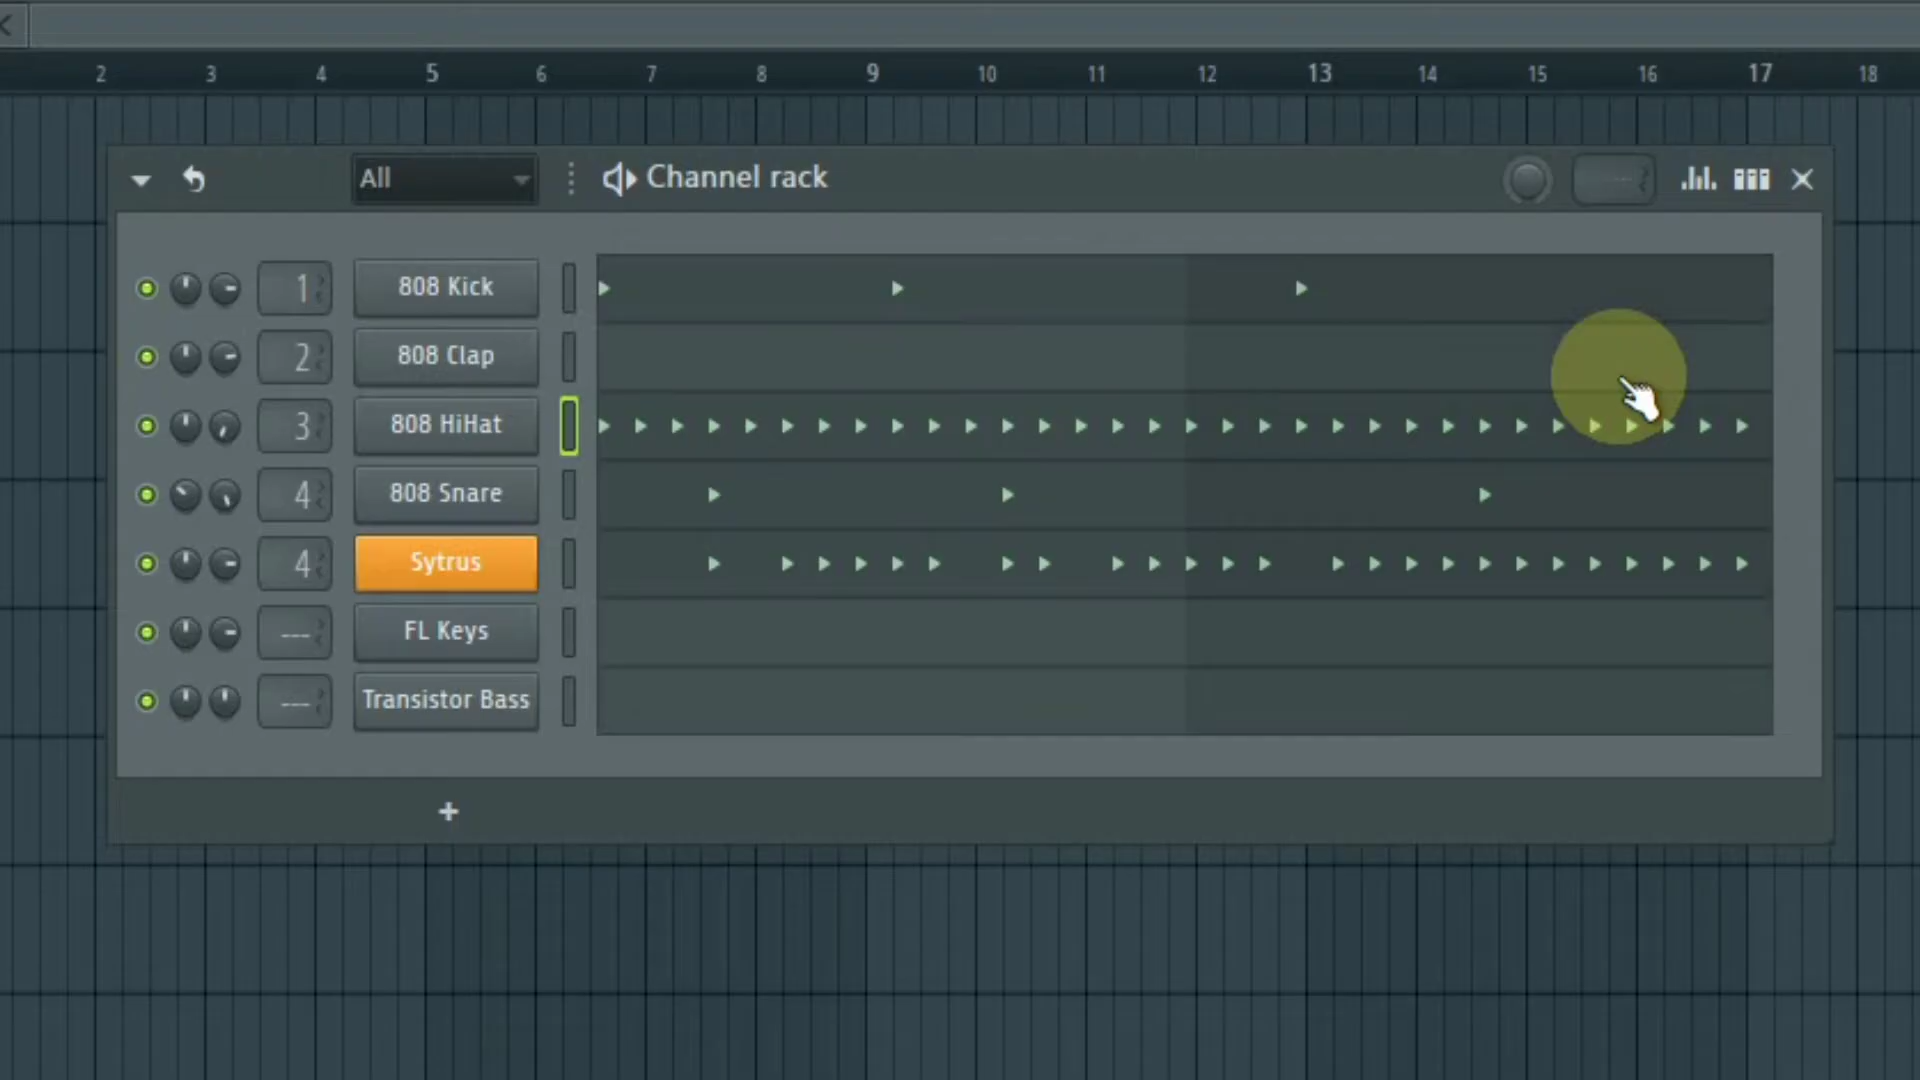 2 3 4 5 6 7 8 9 10 11 12 13 14 15 16 17 18
All Channel rack
1 808 Kick
2 808 Clap
3 808 HiHat
4 808 Snare
4 Sytrus
--- FL Keys
--- Transistor Bass
+